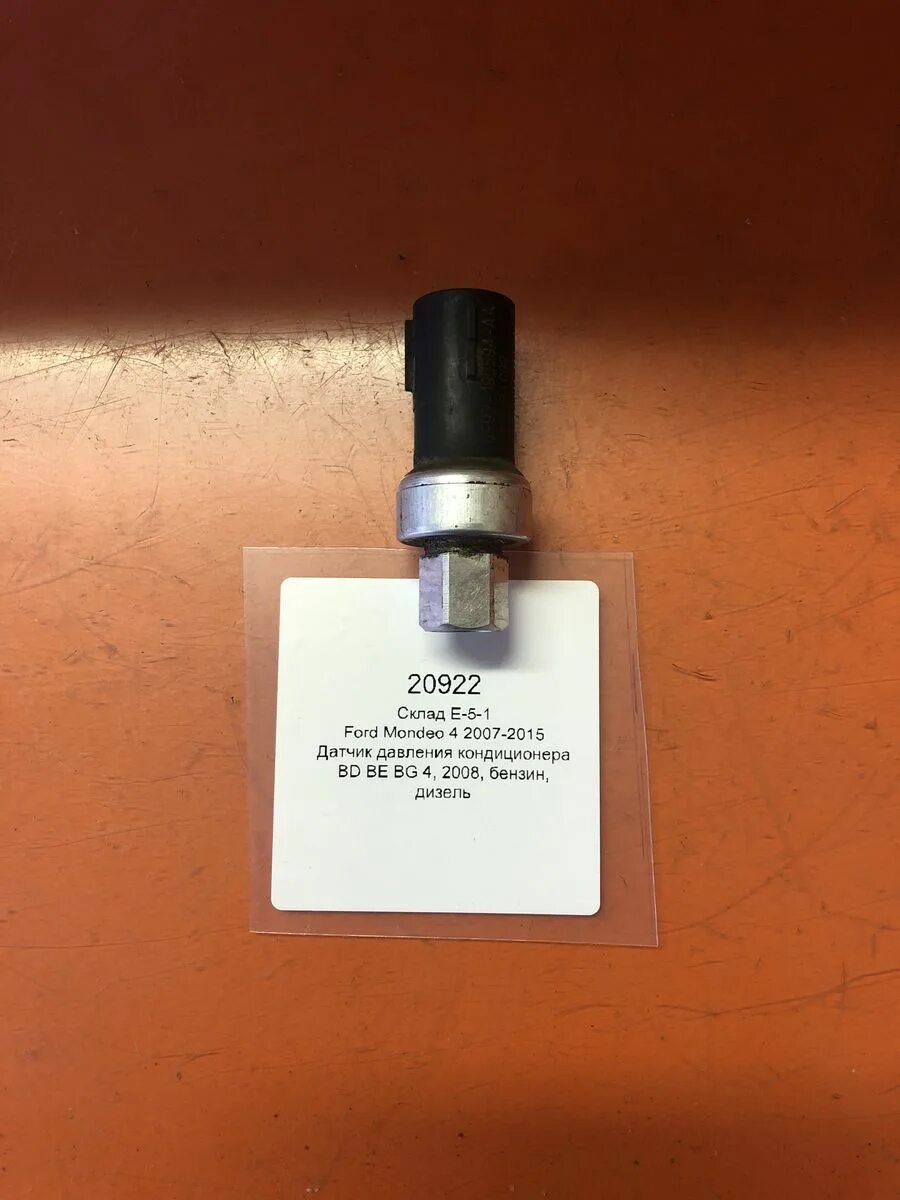 20922
Склад E-5-1
Ford Mondeo 4 2007-2015
Датчик давления кондиционера
BD BE BG 4, 2008, бензин,
дизель